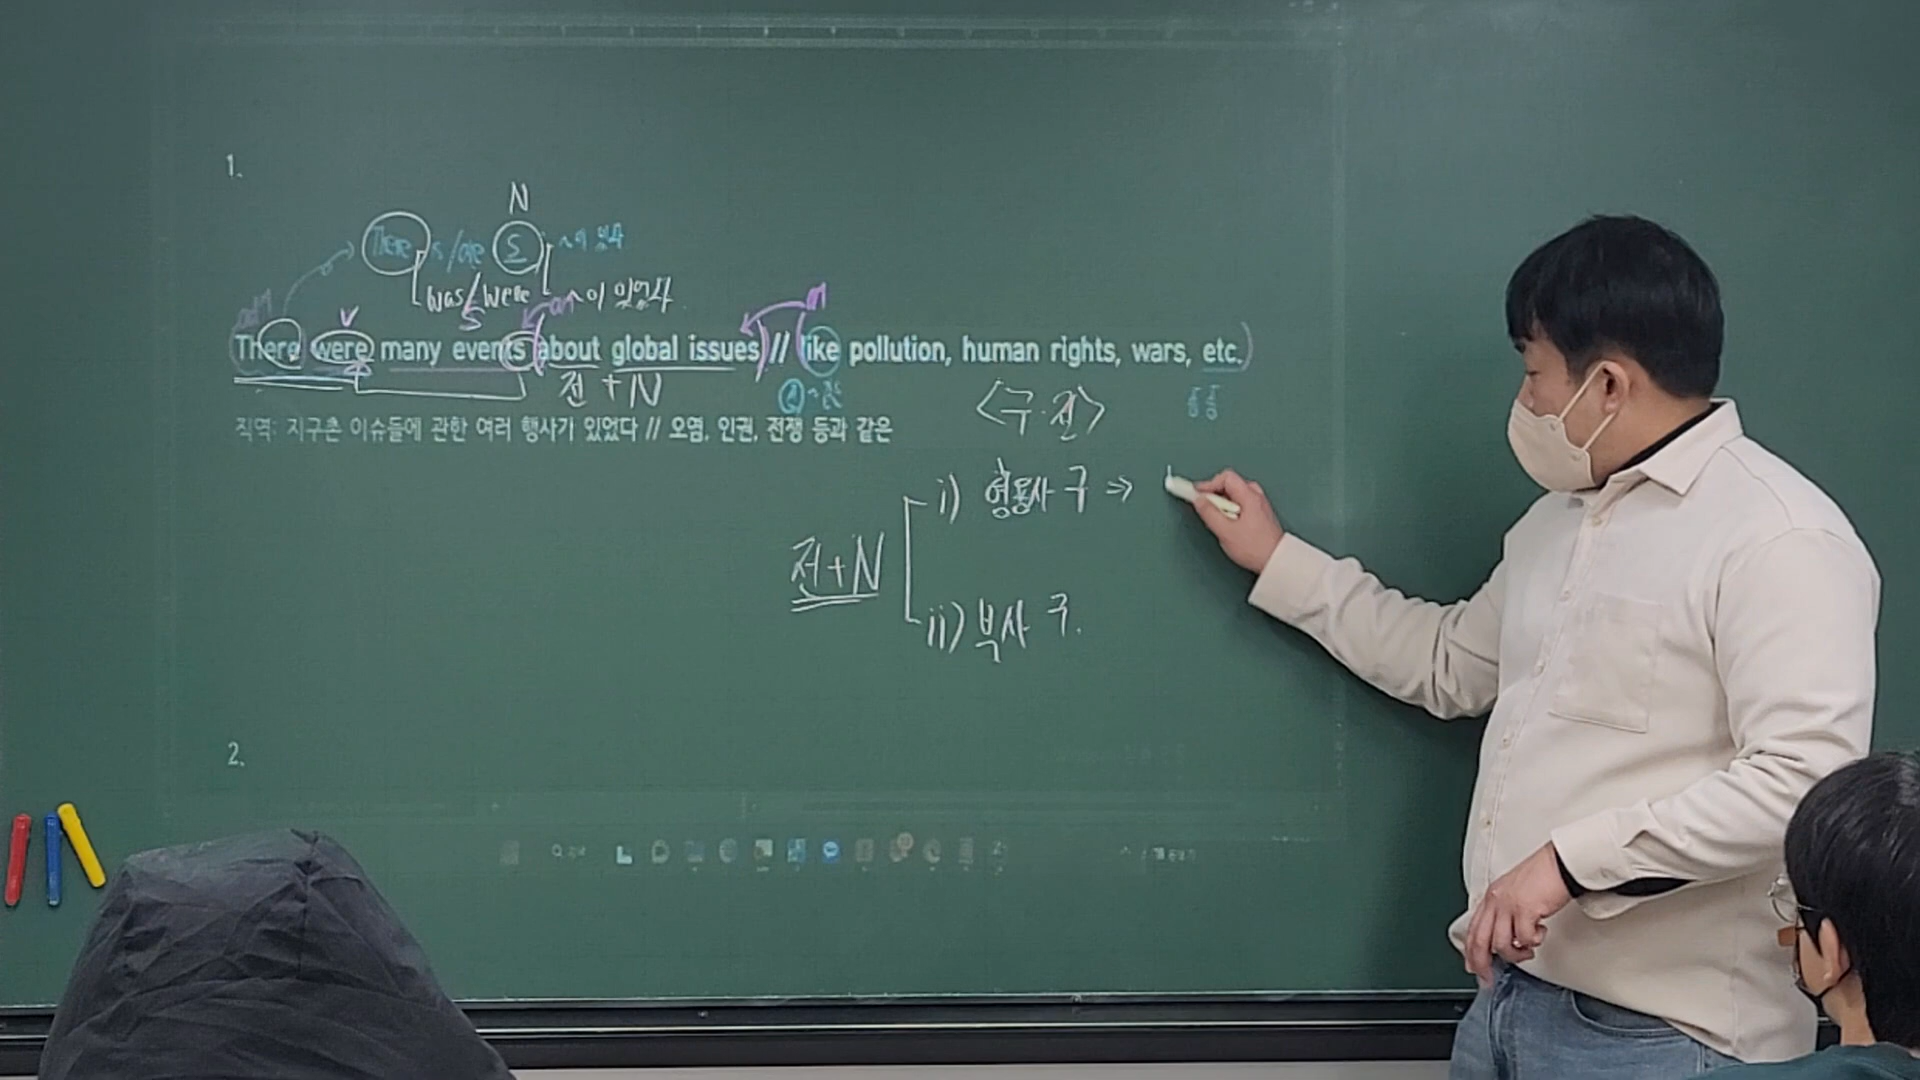 1.
N
There is/are S ~이 있다
was/were ~이 있었다
V S
There were many events about global issues // like pollution, human rights, wars, etc.
전 + N
<구·전>
직역: 지구촌 이슈들에 관한 여러 행사가 있었다 // 오염, 인권, 전쟁 등과 같은
i) 형용사 구 ⇒
전+N
ii) 부사 구.
2.